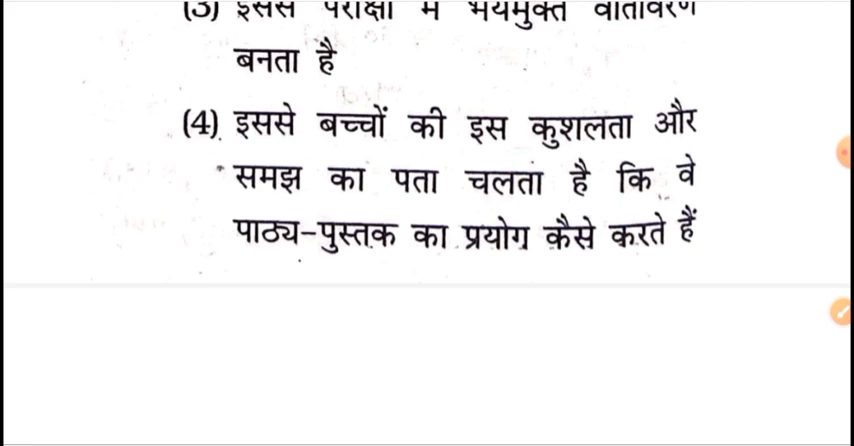 (3) इससे परीक्षा में भयमुक्त वातावरण
बनता है
(4) इससे बच्चों की इस कुशलता और
समझ का पता चलता है कि वे
पाठ्य-पुस्तक का प्रयोग कैसे करते हैं